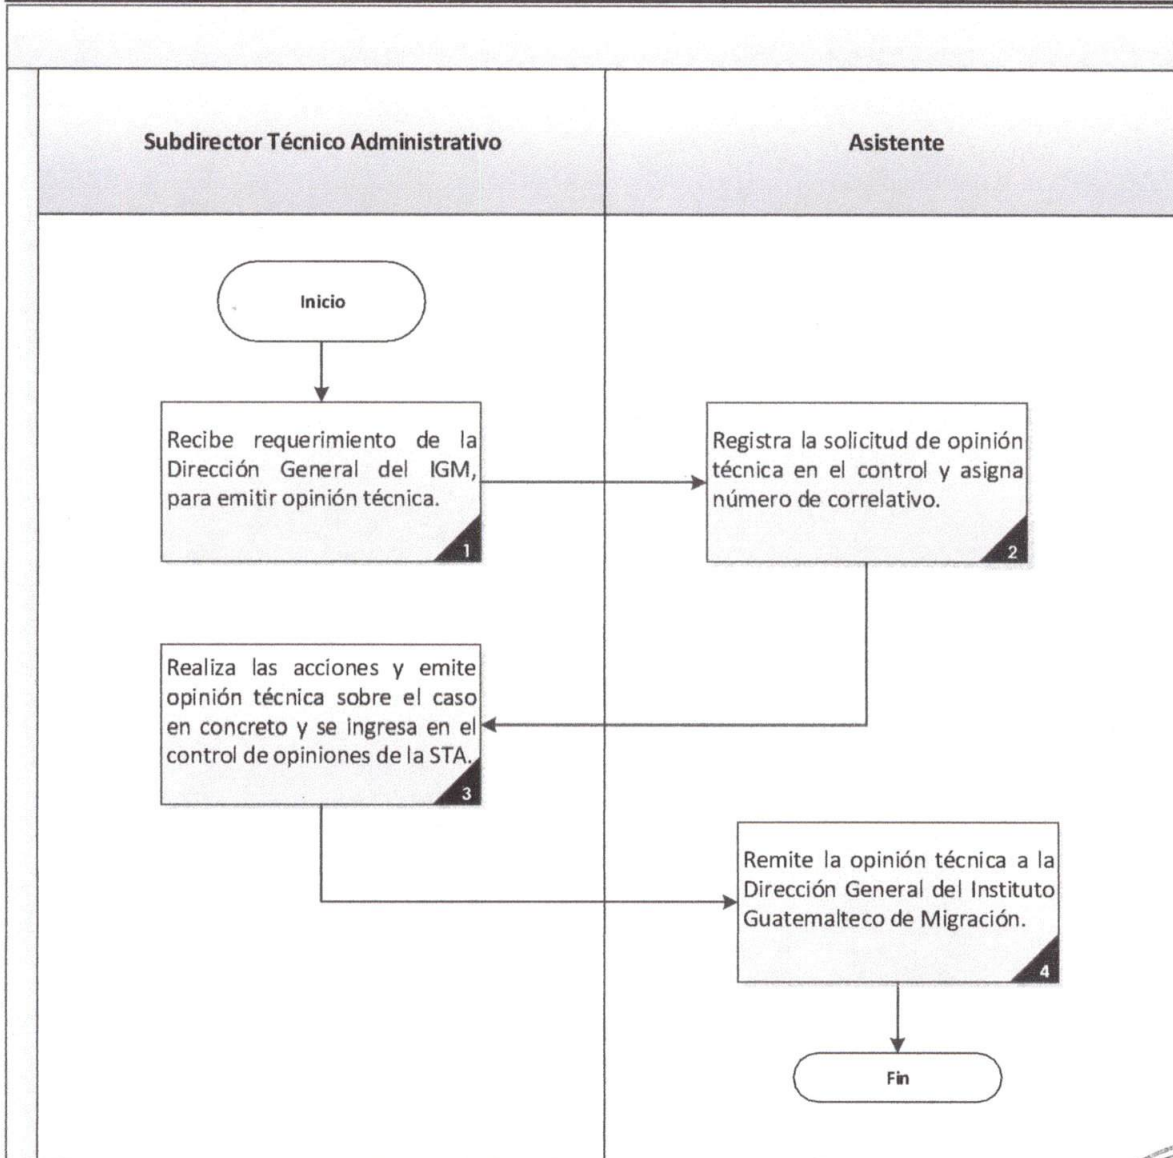 Subdirector Técnico Administrativo
Asistente
Inicio
Recibe requerimiento de la
Dirección General del IGM,
para emitir opinión técnica.
1
Registra la solicitud de opinión
técnica en el control y asigna
número de correlativo.
2
Realiza las acciones y emite
opinión técnica sobre el caso
en concreto y se ingresa en el
control de opiniones de la STA.
3
Remite la opinión técnica a la
Dirección General del Instituto
Guatemalteco de Migración.
4
Fin